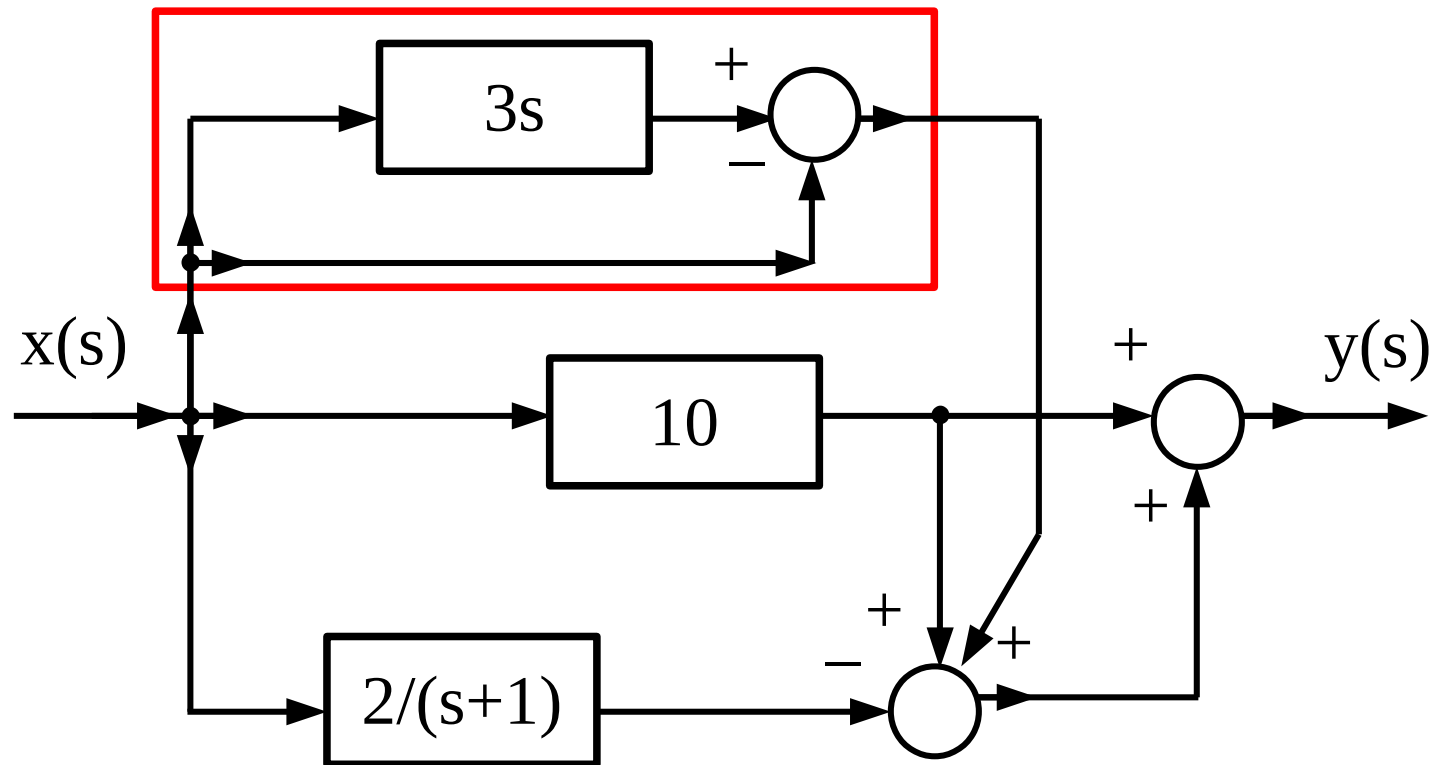 +
3s
−
x(s)
+
y(s)
10
+
+
+
−
2/(s+1)